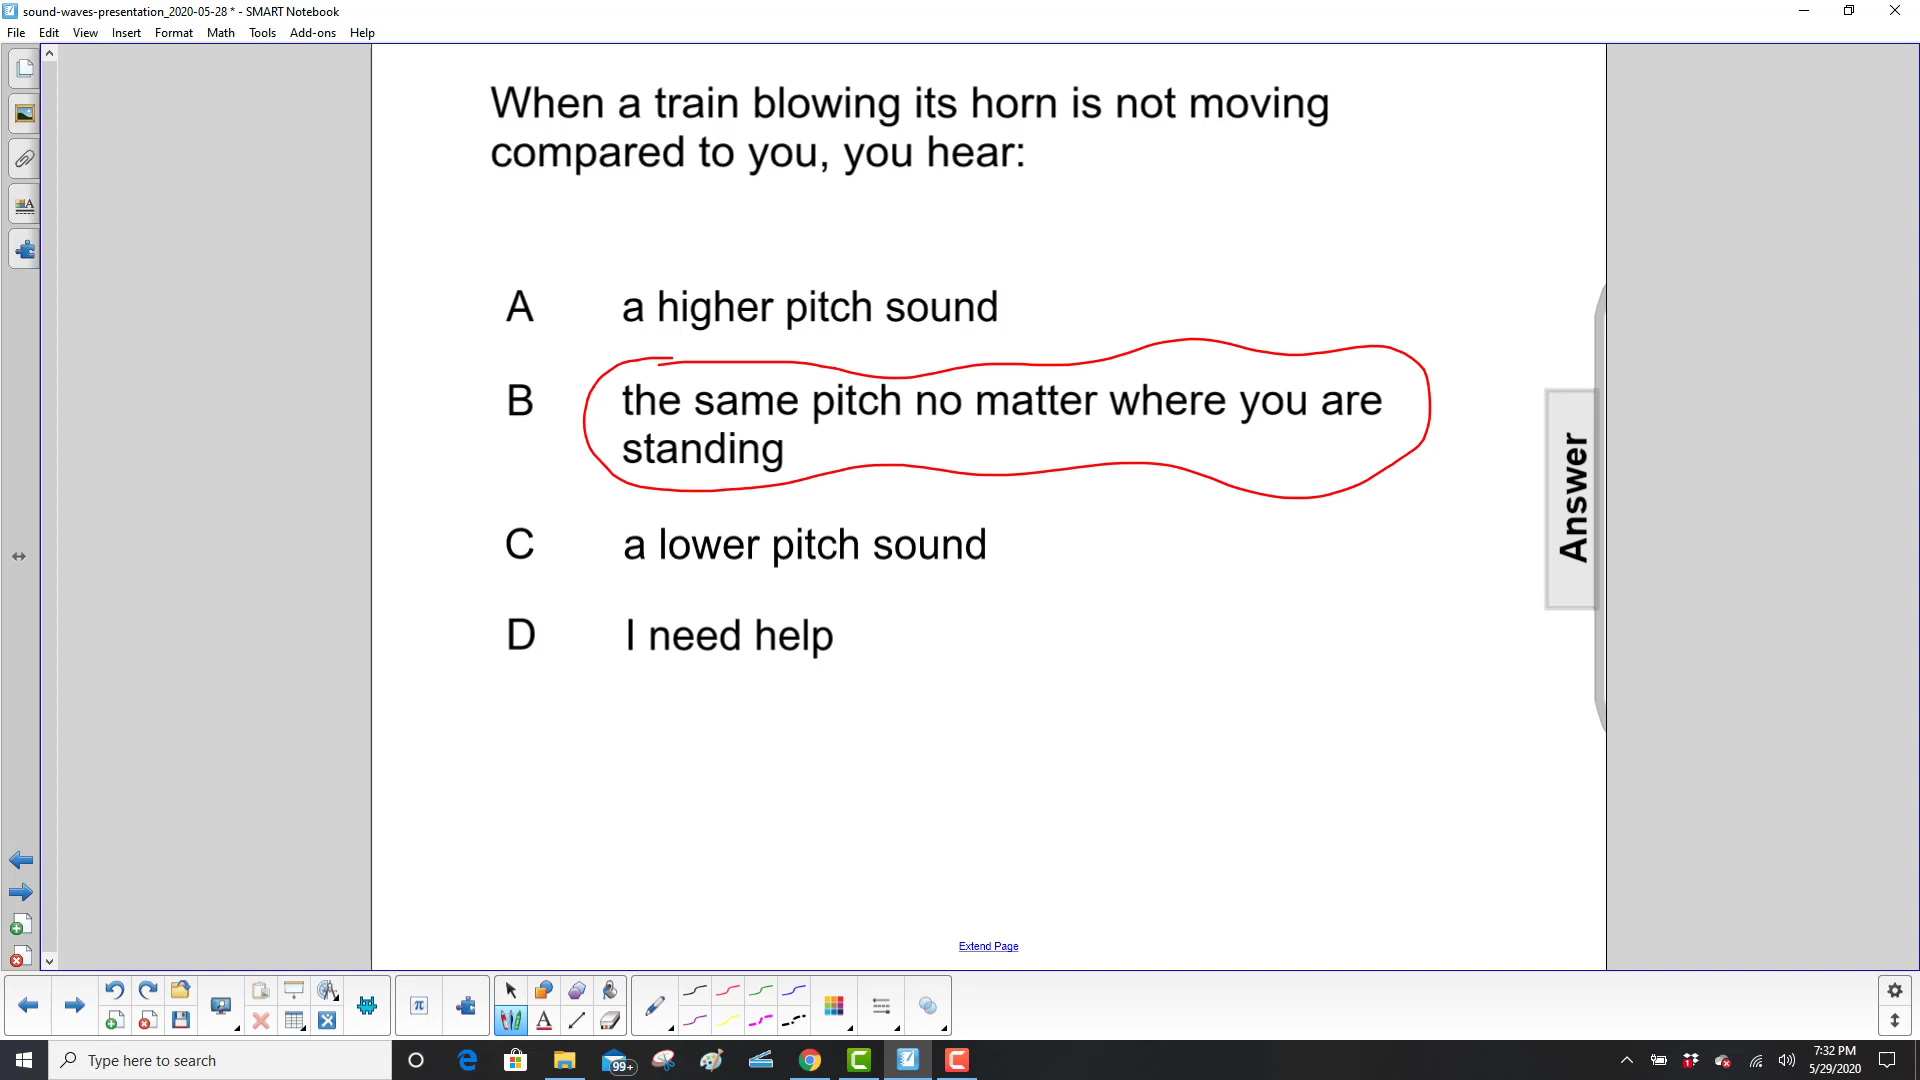 sound-waves-presentation_2020-05-28 * - SMART Notebook
File Edit View Insert Format Math Tools Add-ons Help
When a train blowing its horn is not moving
compared to you, you hear:
A a higher pitch sound
B the same pitch no matter where you are
standing
C a lower pitch sound
D I need help
Answer
Extend Page
π
A
Type here to search
99+
1
7:32 PM
5/29/2020